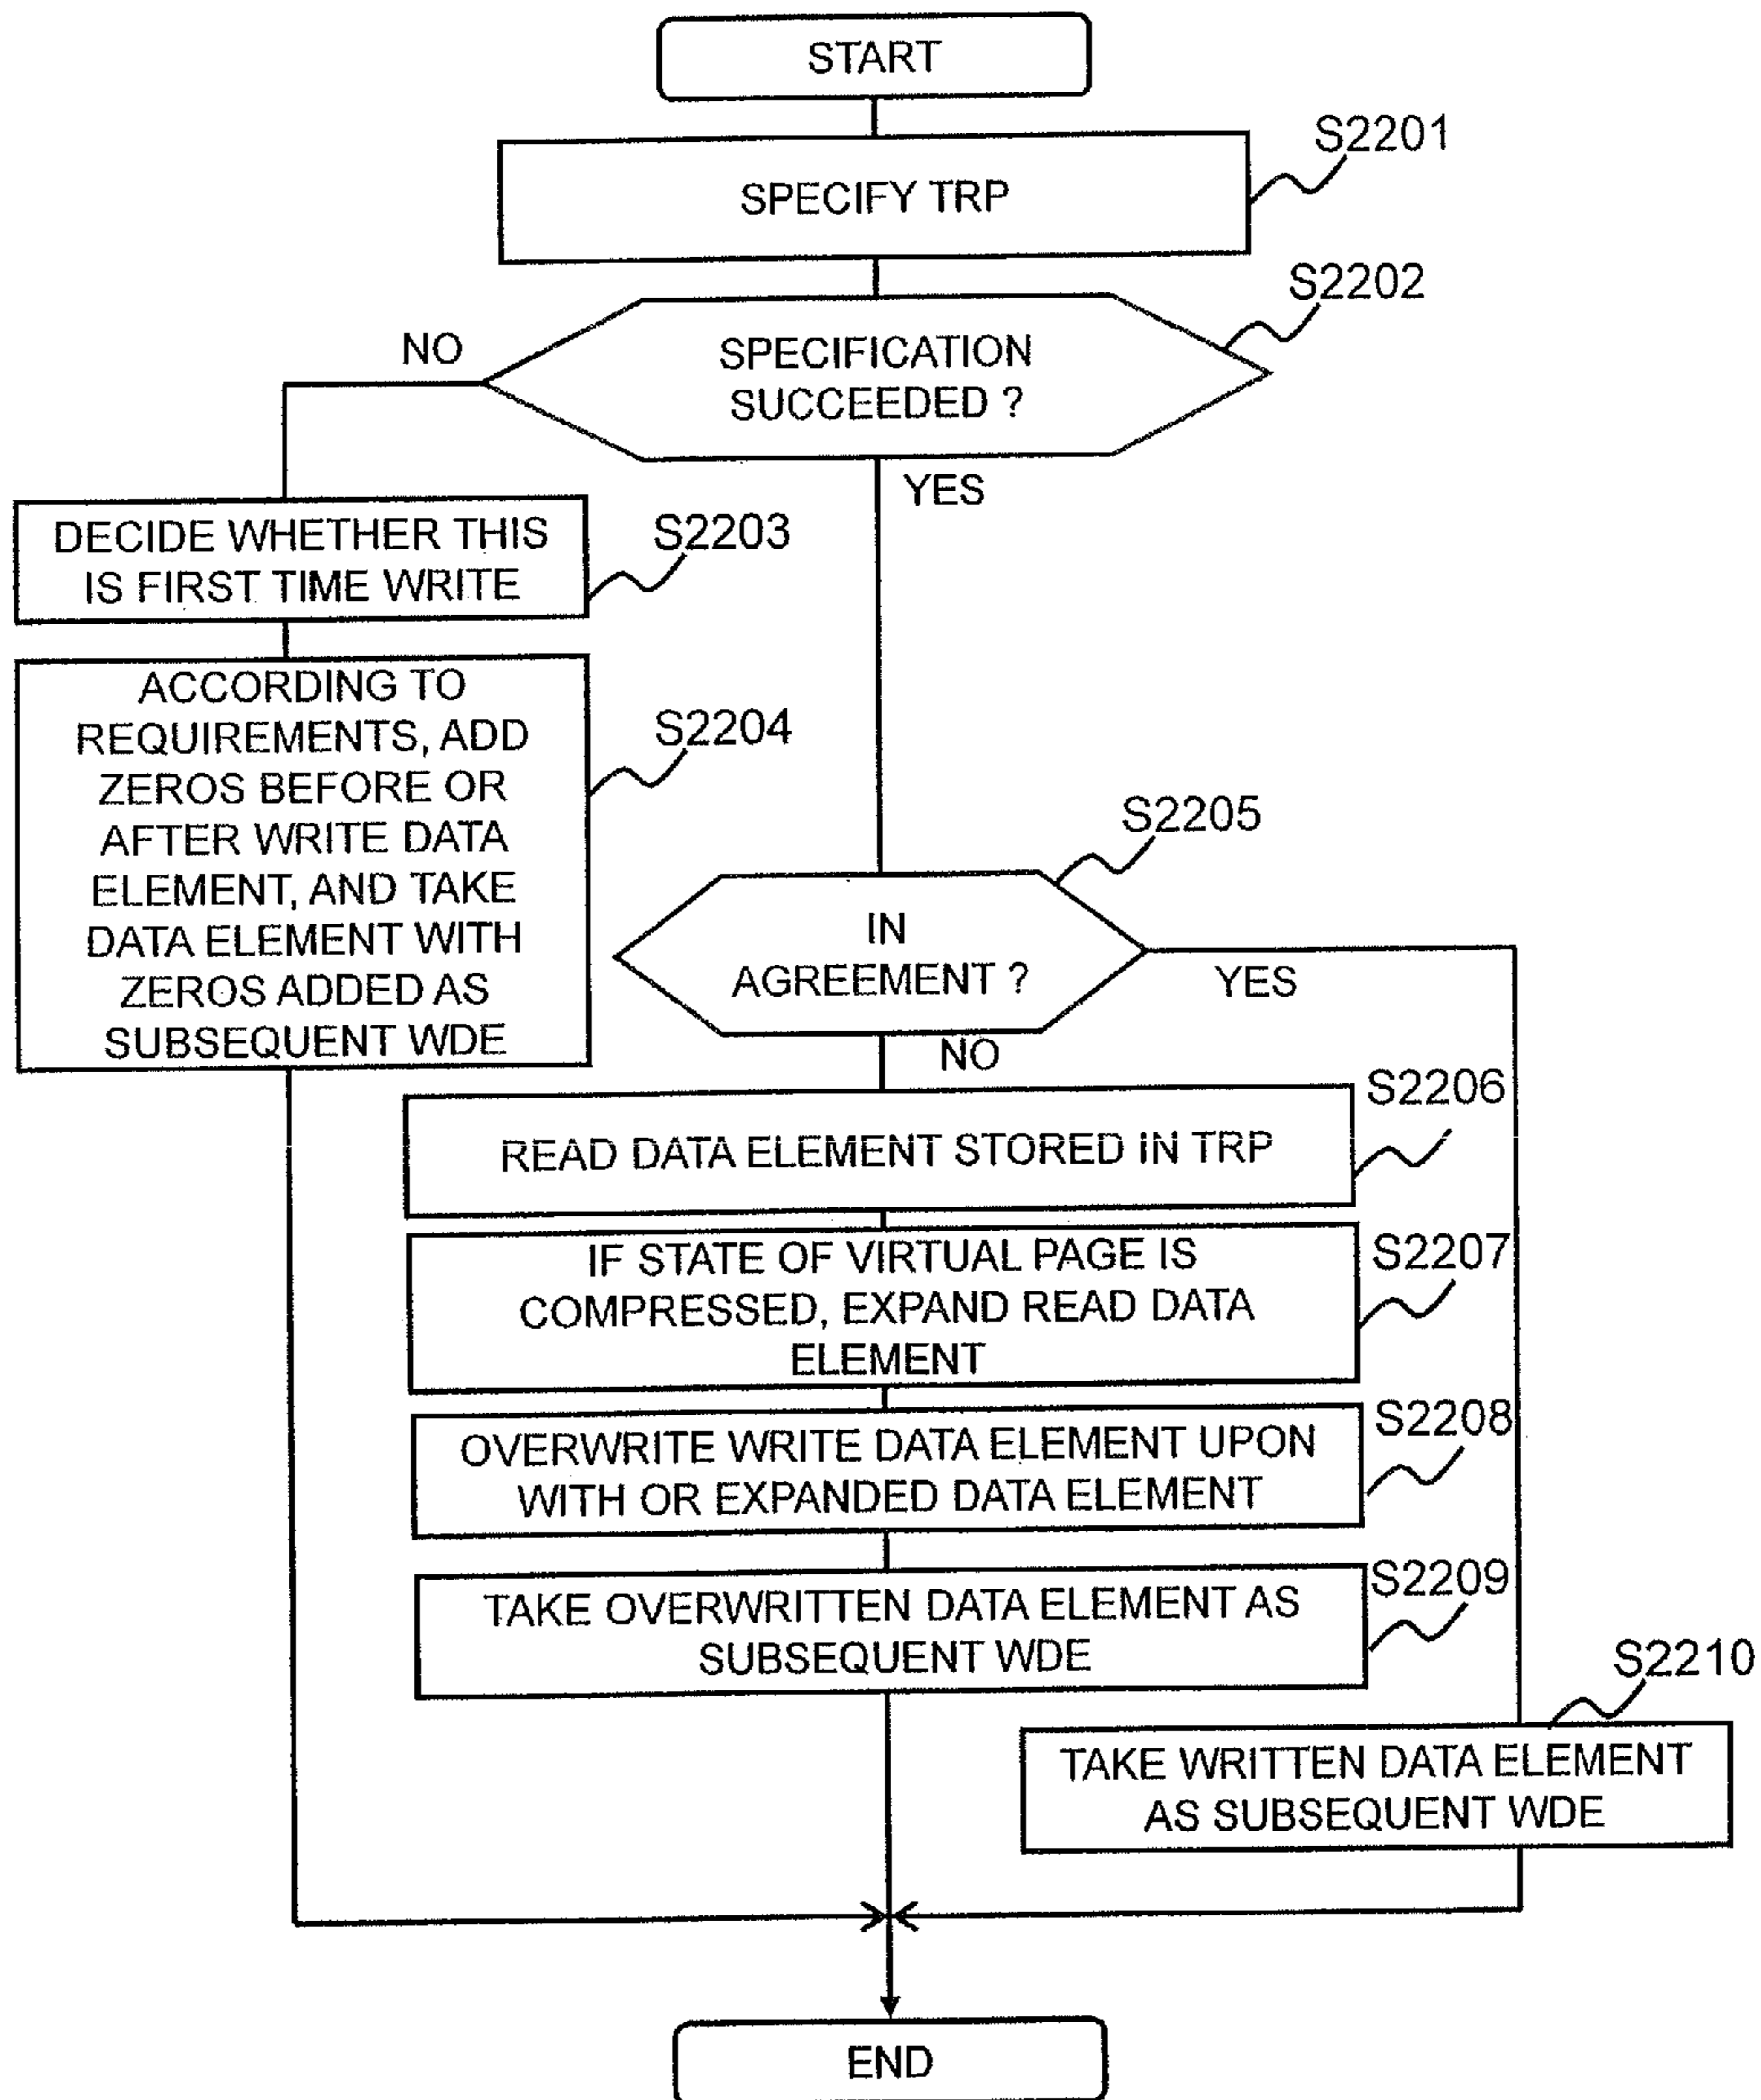 START
SPECIFY TRP
S2201
SPECIFICATION
SUCCEEDED ?
S2202
NO
YES
DECIDE WHETHER THIS
IS FIRST TIME WRITE
S2203
ACCORDING TO
REQUIREMENTS, ADD
ZEROS BEFORE OR
AFTER WRITE DATA
ELEMENT, AND TAKE
DATA ELEMENT WITH
ZEROS ADDED AS
SUBSEQUENT WDE
S2204
IN
AGREEMENT ?
S2205
YES
NO
READ DATA ELEMENT STORED IN TRP
S2206
IF STATE OF VIRTUAL PAGE IS
COMPRESSED, EXPAND READ DATA
ELEMENT
S2207
OVERWRITE WRITE DATA ELEMENT UPON
WITH OR EXPANDED DATA ELEMENT
S2208
TAKE OVERWRITTEN DATA ELEMENT AS
SUBSEQUENT WDE
S2209
TAKE WRITTEN DATA ELEMENT
AS SUBSEQUENT WDE
S2210
END